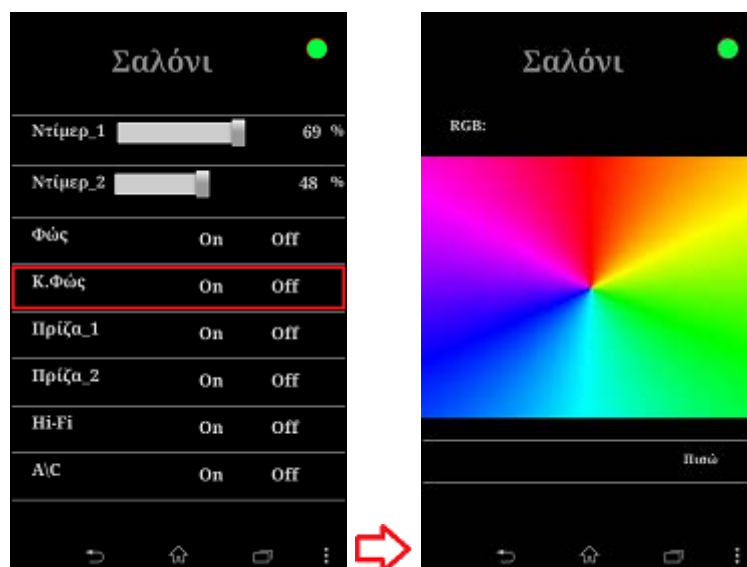 Σαλόνι
Ντίμερ_1 69 %
Ντίμερ_2 48 %
Φώς On Off
Κ.Φώς On Off
Πρίζα_1 On Off
Πρίζα_2 On Off
Hi-Fi On Off
A\C On Off
Σαλόνι
RGB:
Πισώ